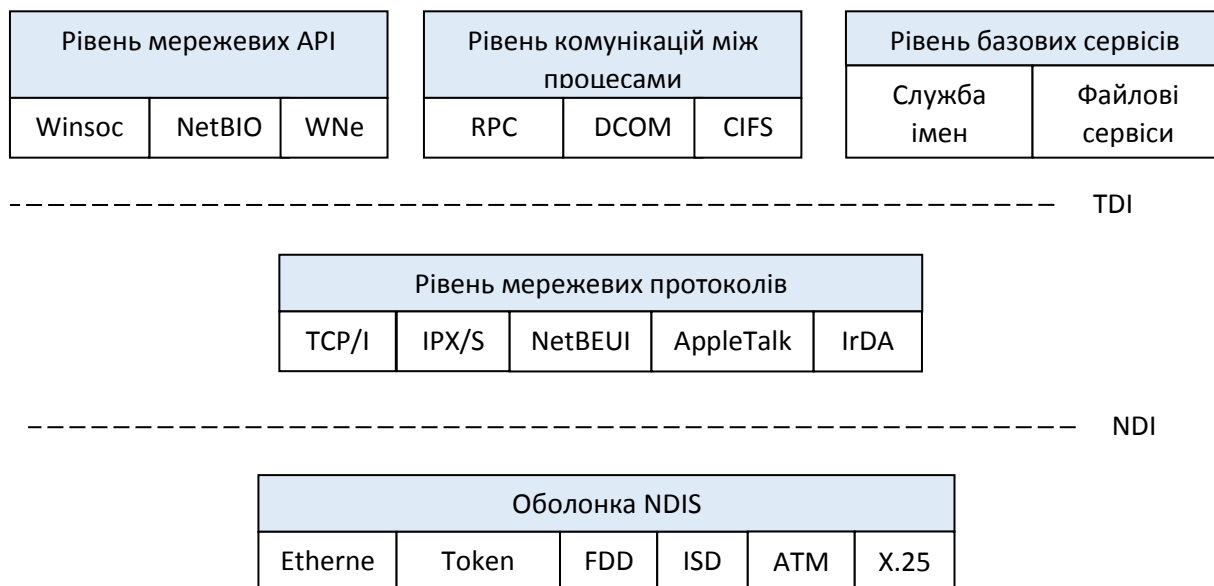 Рівень мережевих API
Winsoc NetBIO WNe
Рівень комунікацій між
процесами
RPC DCOM CIFS
Рівень базових сервісів
Служба
імен
Файлові
сервіси
TDI
Рівень мережевих протоколів
TCP/I IPX/S NetBEUI AppleTalk IrDA
NDI
Оболонка NDIS
Etherne Token FDD ISD ATM X.25